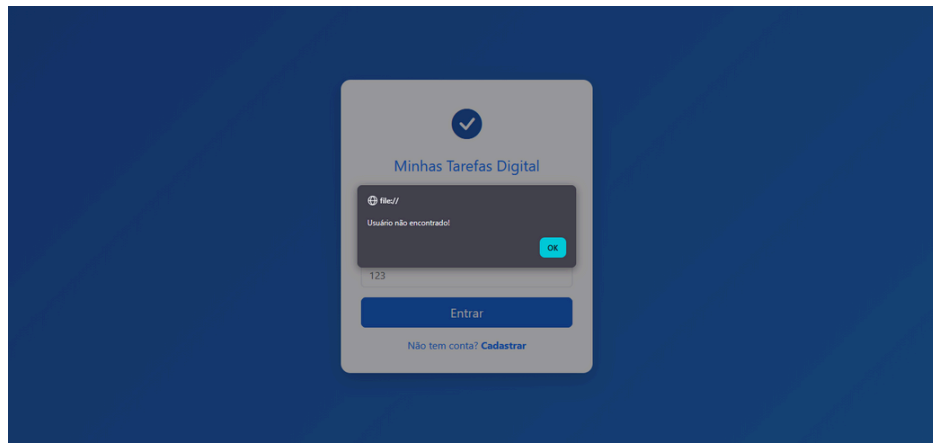 Minhas Tarefas Digital
file://
Usuário não encontrado!
OK
123
Entrar
Não tem conta? Cadastrar